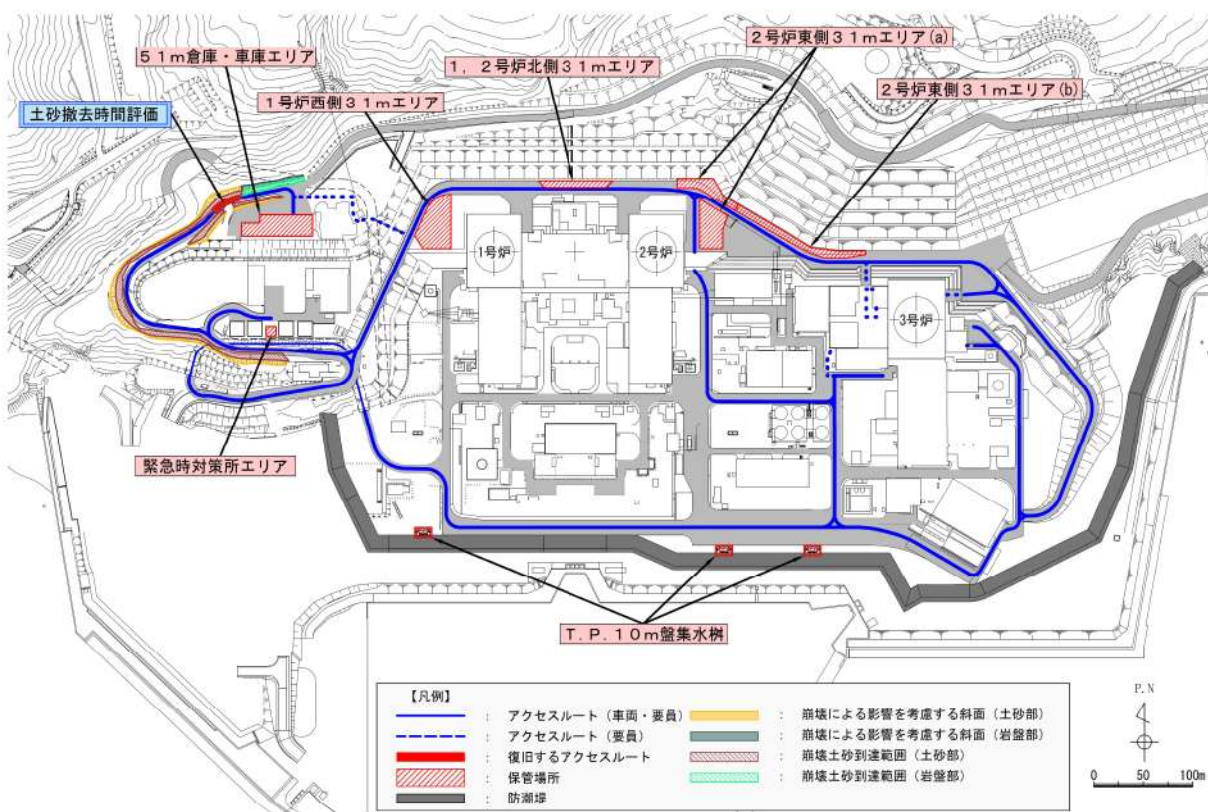 2号炉東側31mエリア(a)
51m倉庫・車庫エリア
1,2号炉北側31mエリア
2号炉東側31mエリア(b)
1号炉西側31mエリア
土砂撤去時間評価
1号炉
2号炉
3号炉
緊急時対策所エリア
T.P.10m盤集水桝
【凡例】
: アクセスルート(車両・要員)
: アクセスルート(要員)
: 復旧するアクセスルート
: 保管場所
: 防潮堤
: 崩壊による影響を考慮する斜面(土砂部)
: 崩壊による影響を考慮する斜面(岩盤部)
: 崩壊土砂到達範囲(土砂部)
: 崩壊土砂到達範囲(岩盤部)
P.N
0 50 100m